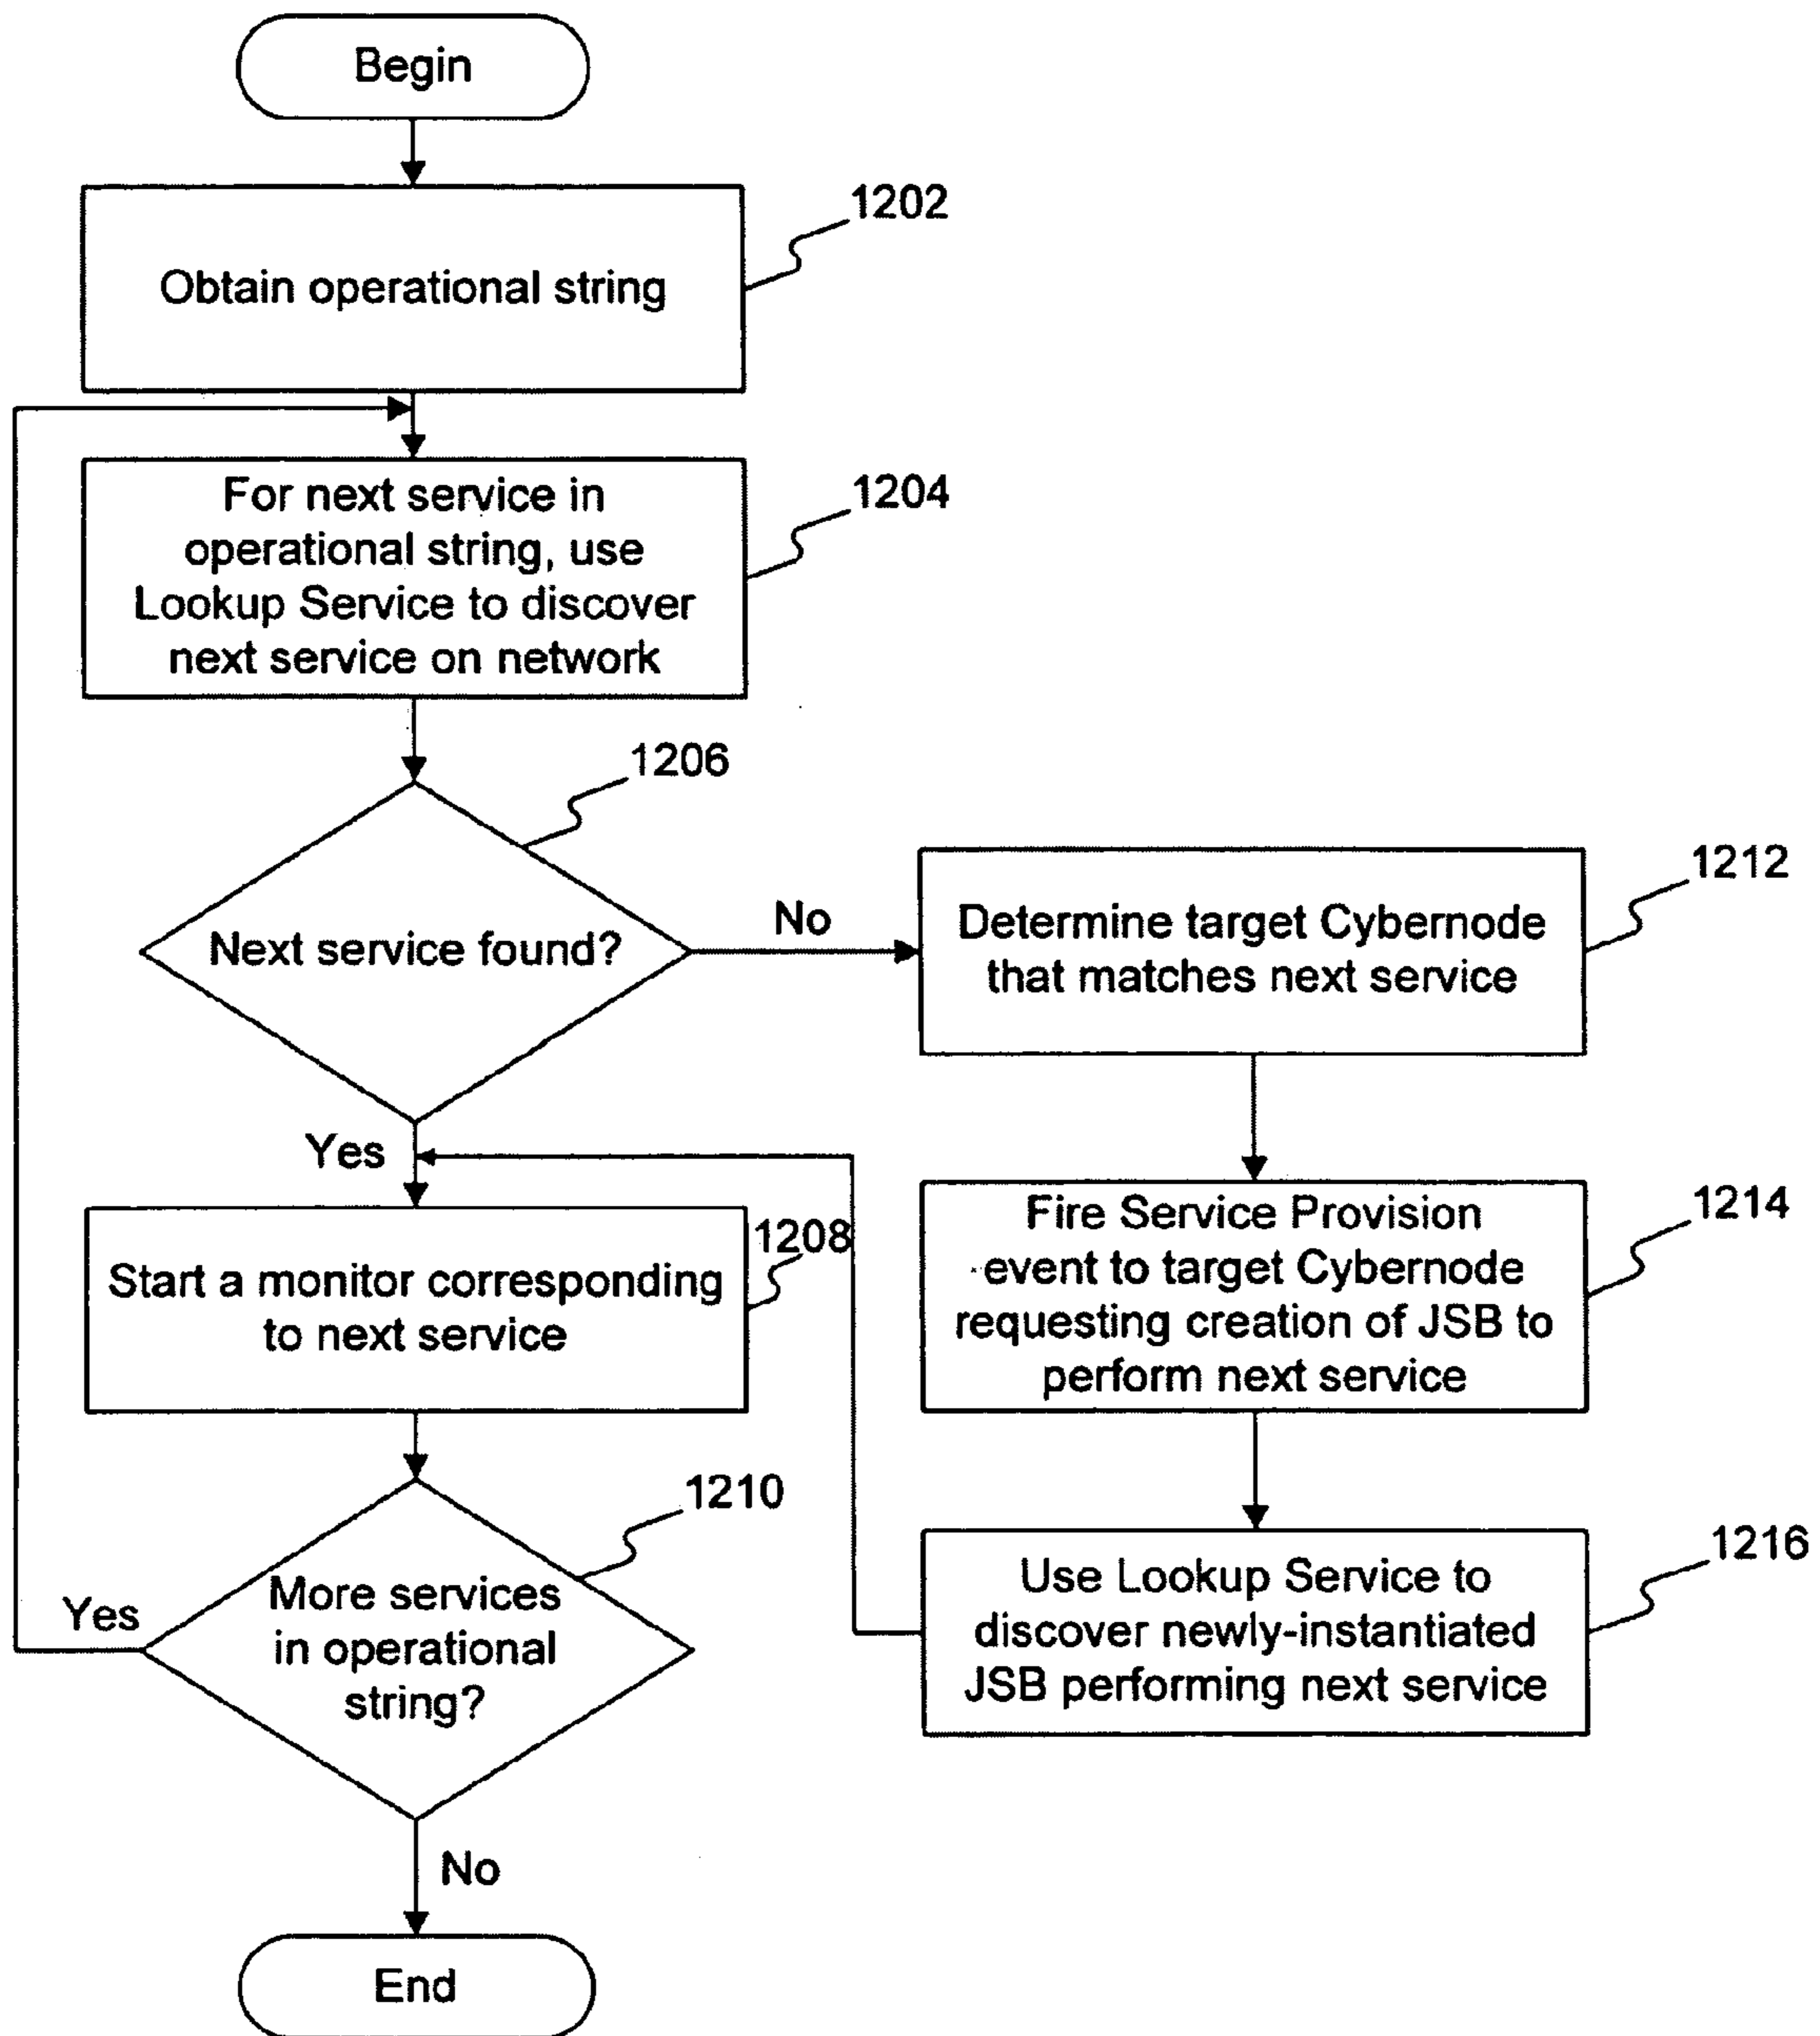 Begin
1202
Obtain operational string
1204
For next service in
operational string, use
Lookup Service to discover
next service on network
1206
Next service found?
No
1212
Determine target Cybernode
that matches next service
Yes
1208
Start a monitor corresponding
to next service
1214
Fire Service Provision
event to target Cybernode
requesting creation of JSB to
perform next service
1210
More services
in operational
string?
Yes
1216
Use Lookup Service to
discover newly-instantiated
JSB performing next service
No
End